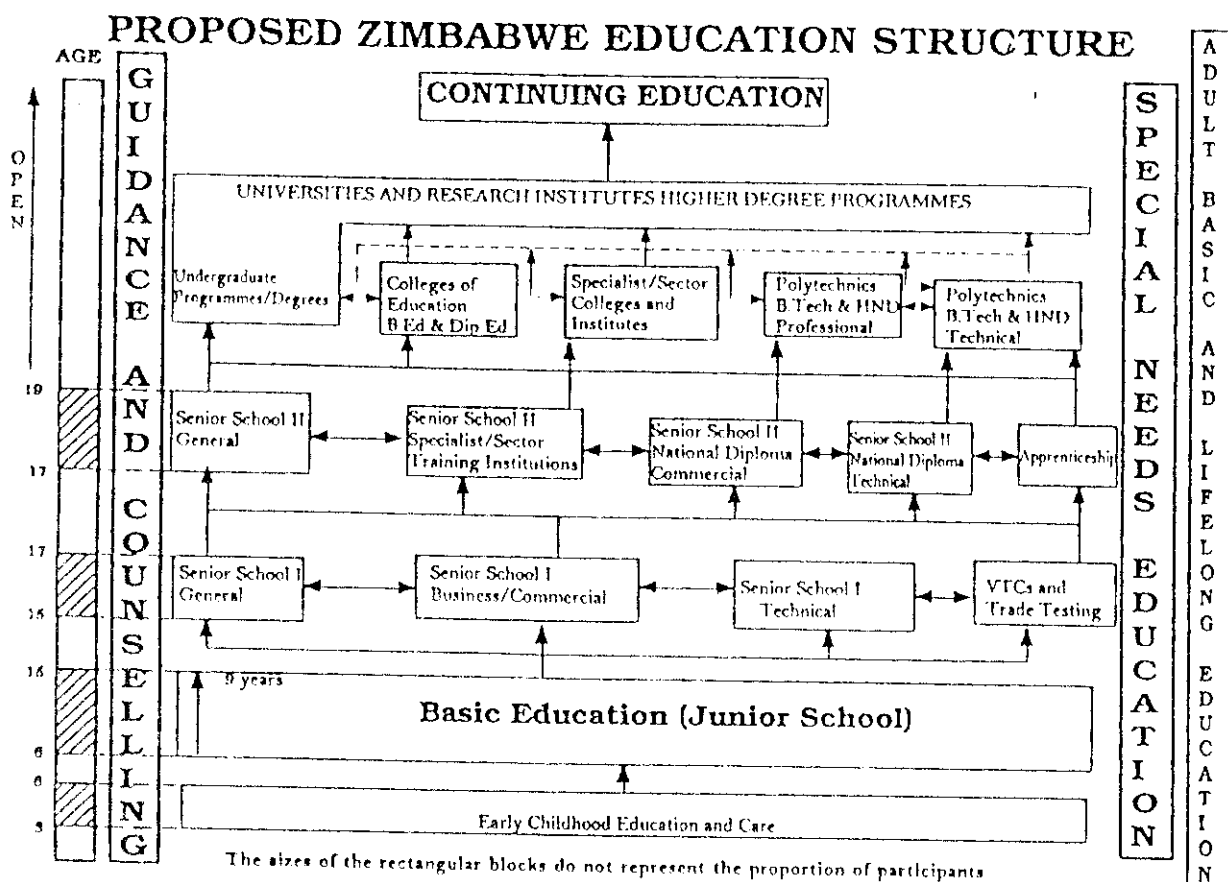 PROPOSED ZIMBABWE EDUCATION STRUCTURE
AGE
OPEN
GUIDANCE AND COUNSELLING
SPECIAL NEEDS EDUCATION
ADULT BASIC AND LIFELONG EDUCATION
CONTINUING EDUCATION
UNIVERSITIES AND RESEARCH INSTITUTES HIGHER DEGREE PROGRAMMES
Undergraduate
Programmes/Degrees
Colleges of
Education
B Ed & Dip Ed
Specialist/Sector
Colleges and
Institutes
Polytechnics
B.Tech & HND
Professional
Polytechnics
B.Tech & HND
Technical
19
Senior School II
General
Senior School II
Specialist/Sector
Training Institutions
Senior School II
National Diploma
Commercial
Senior School II
National Diploma
Technical
Apprenticeship
17
17
Senior School I
General
Senior School I
Business/Commercial
Senior School I
Technical
VTCs and
Trade Testing
15
15
9 years
Basic Education (Junior School)
6
6
Early Childhood Education and Care
3
The sizes of the rectangular blocks do not represent the proportion of participants